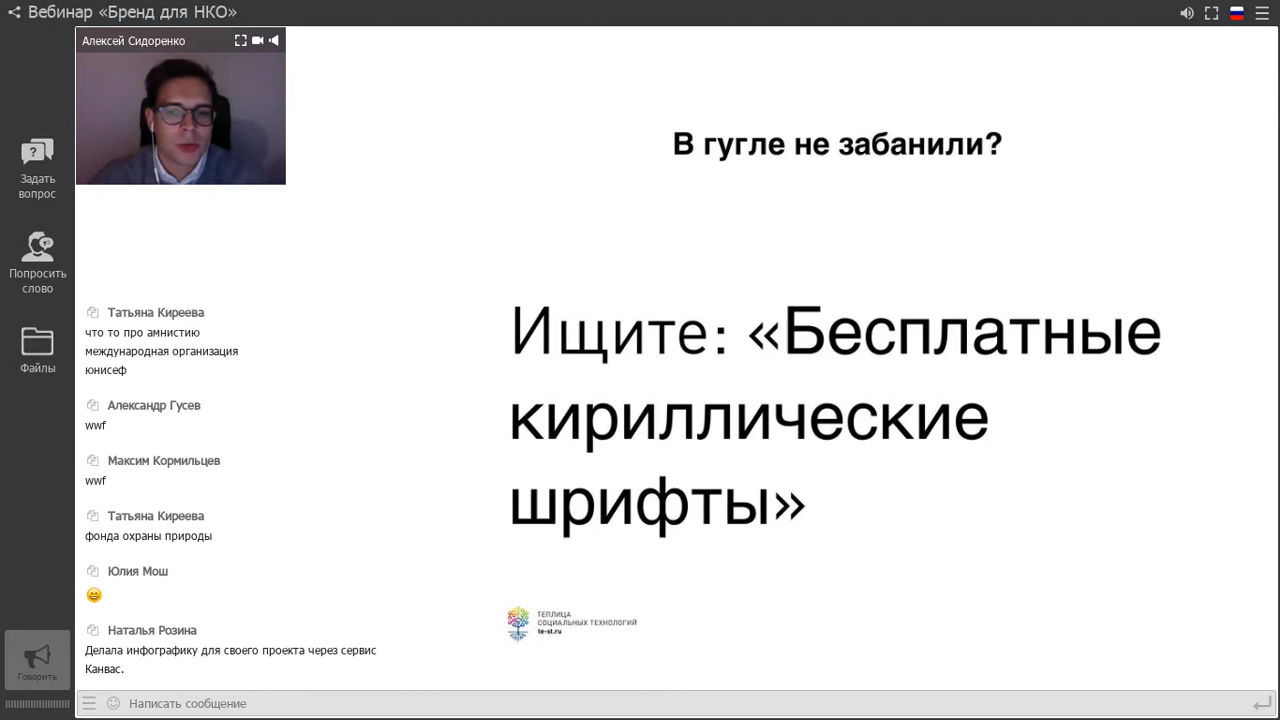 Вебинар «Бренд для НКО»
Алексей Сидоренко
Задать
вопрос
Попросить
слово
Файлы
Говорить
Татьяна Киреева
что то про амнистию
международная организация
юнисеф
Александр Гусев
wwf
Максим Кормильцев
wwf
Татьяна Киреева
фонда охраны природы
Юлия Мош
Наталья Розина
Делала инфографику для своего проекта через сервис
Канвас.
Написать сообщение
В гугле не забанили?
Ищите: «Бесплатные
кириллические
шрифты»
ТЕПЛИЦА
СОЦИАЛЬНЫХ ТЕХНОЛОГИЙ
te-st.ru